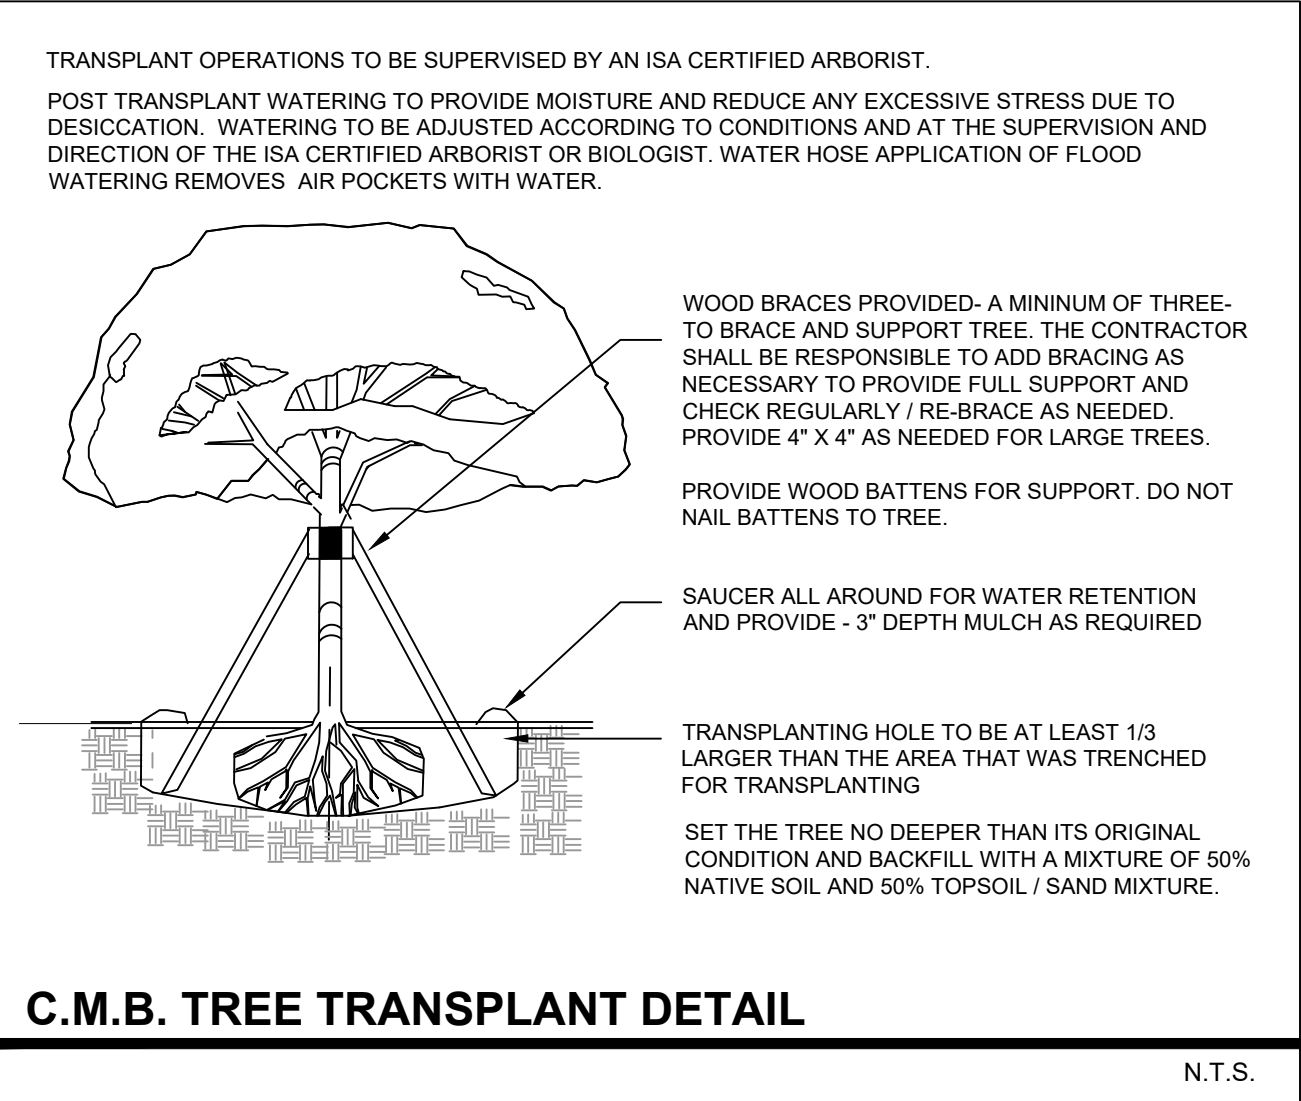 TRANSPLANT OPERATIONS TO BE SUPERVISED BY AN ISA CERTIFIED ARBORIST.
POST TRANSPLANT WATERING TO PROVIDE MOISTURE AND REDUCE ANY EXCESSIVE STRESS DUE TO
DESICCATION. WATERING TO BE ADJUSTED ACCORDING TO CONDITIONS AND AT THE SUPERVISION AND
DIRECTION OF THE ISA CERTIFIED ARBORIST OR BIOLOGIST. WATER HOSE APPLICATION OF FLOOD
WATERING REMOVES AIR POCKETS WITH WATER.
WOOD BRACES PROVIDED- A MININUM OF THREE-
TO BRACE AND SUPPORT TREE. THE CONTRACTOR
SHALL BE RESPONSIBLE TO ADD BRACING AS
NECESSARY TO PROVIDE FULL SUPPORT AND
CHECK REGULARLY / RE-BRACE AS NEEDED.
PROVIDE 4" X 4" AS NEEDED FOR LARGE TREES.
PROVIDE WOOD BATTENS FOR SUPPORT. DO NOT
NAIL BATTENS TO TREE.
SAUCER ALL AROUND FOR WATER RETENTION
AND PROVIDE - 3" DEPTH MULCH AS REQUIRED
TRANSPLANTING HOLE TO BE AT LEAST 1/3
LARGER THAN THE AREA THAT WAS TRENCHED
FOR TRANSPLANTING
SET THE TREE NO DEEPER THAN ITS ORIGINAL
CONDITION AND BACKFILL WITH A MIXTURE OF 50%
NATIVE SOIL AND 50% TOPSOIL / SAND MIXTURE.
C.M.B. TREE TRANSPLANT DETAIL
N.T.S.